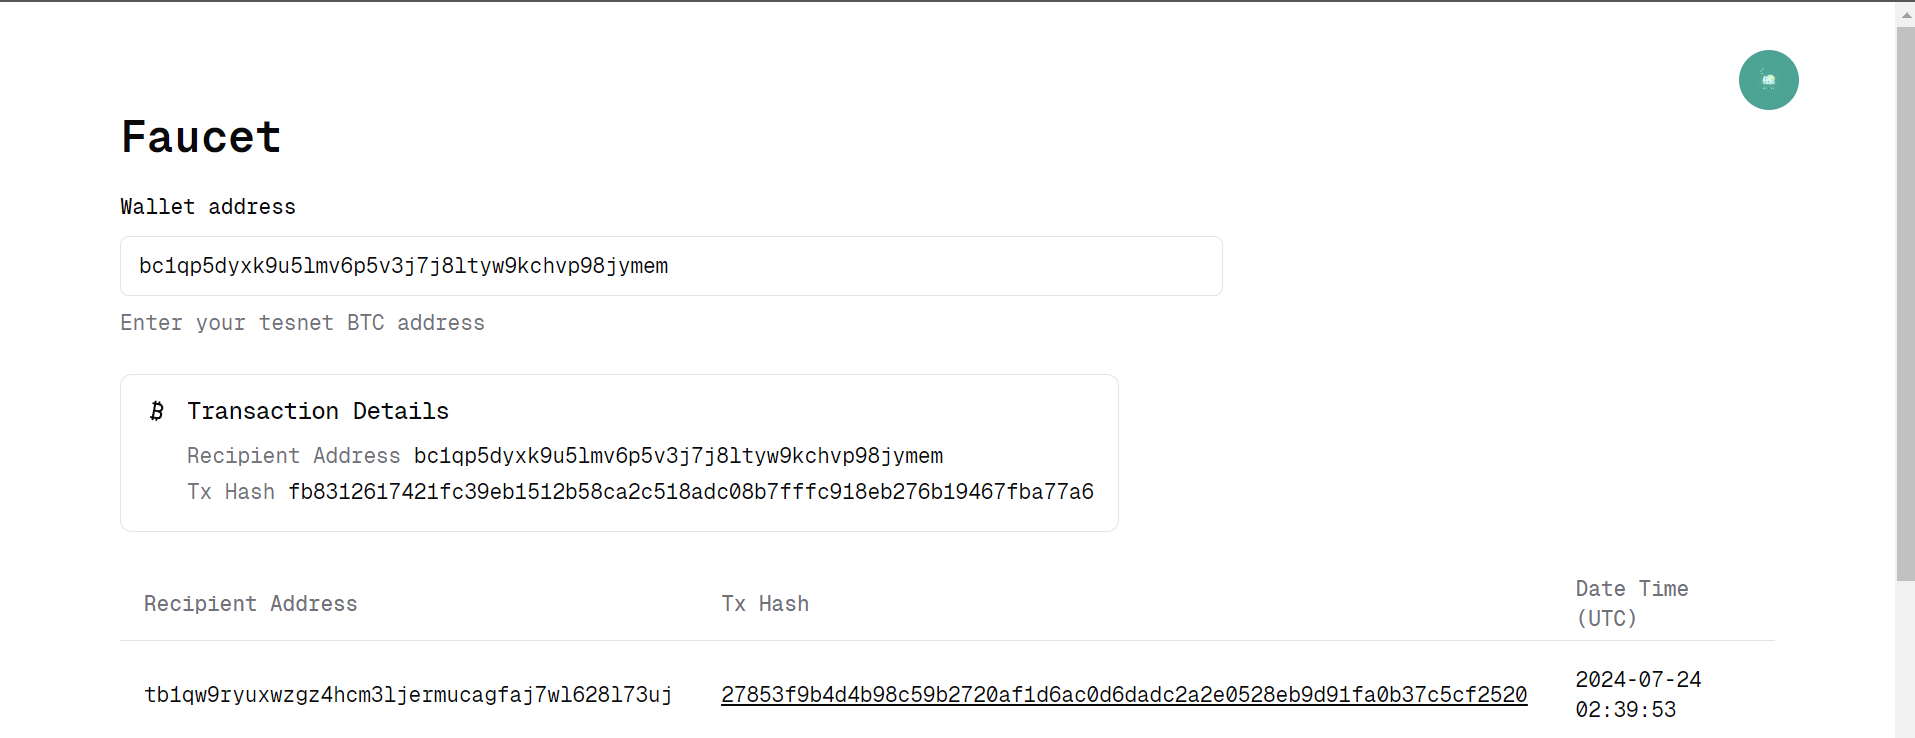 Faucet
Wallet address
bc1qp5dyxk9u5lmv6p5v3j7j8ltyw9kchvp98jymem
Enter your tesnet BTC address
Transaction Details
Recipient Address bc1qp5dyxk9u5lmv6p5v3j7j8ltyw9kchvp98jymem
Tx Hash fb8312617421fc39eb1512b58ca2c518adc08b7fffc918eb276b19467fba77a6
Recipient Address Tx Hash Date Time (UTC)
tb1qw9ryuxwzgz4hcm3ljermucagfaj7wl628l73uj 27853f9b4d4b98c59b2720af1d6ac0d6dadc2a2e0528eb9d91fa0b37c5cf2520 2024-07-24 02:39:53